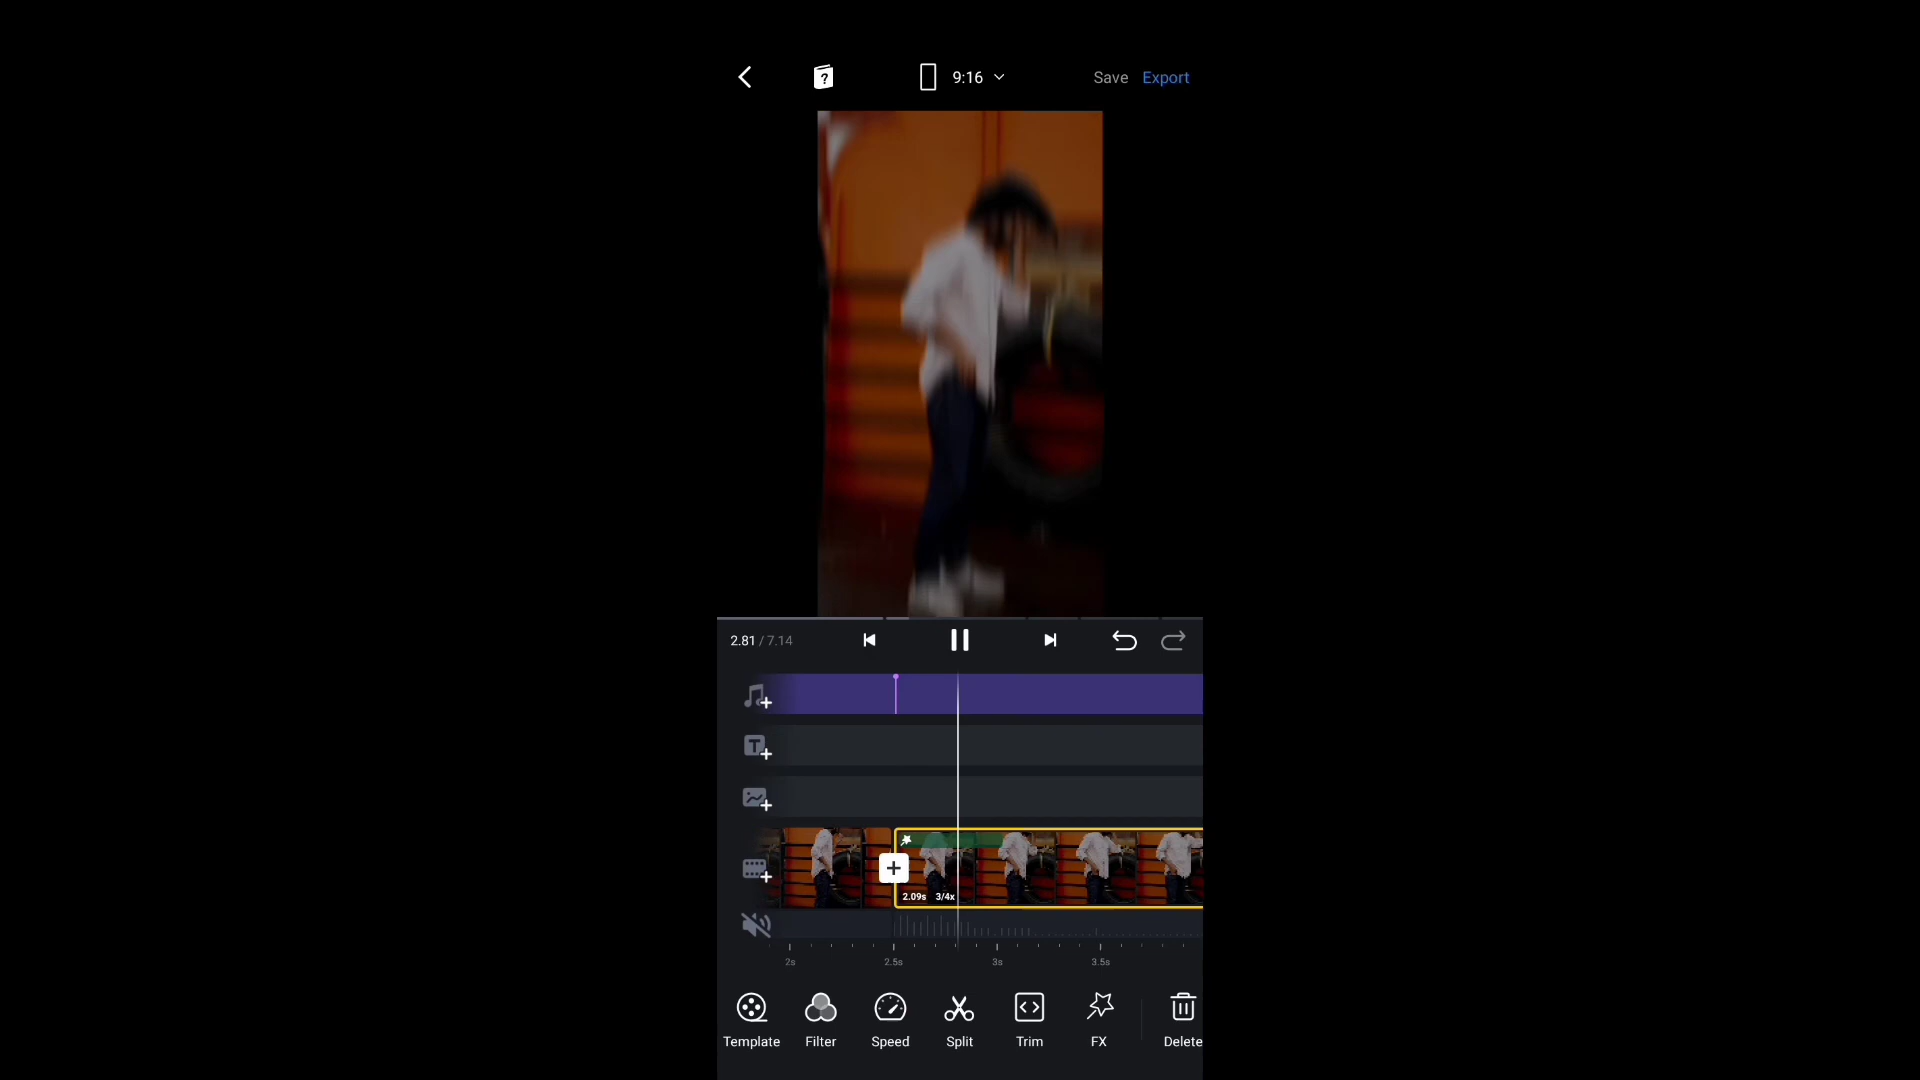 9:16
Save Export
2.81 / 7.14
T
2.09s 3/4x
2s 2.5s 3s 3.5s
Template Filter Speed Split Trim FX Delete